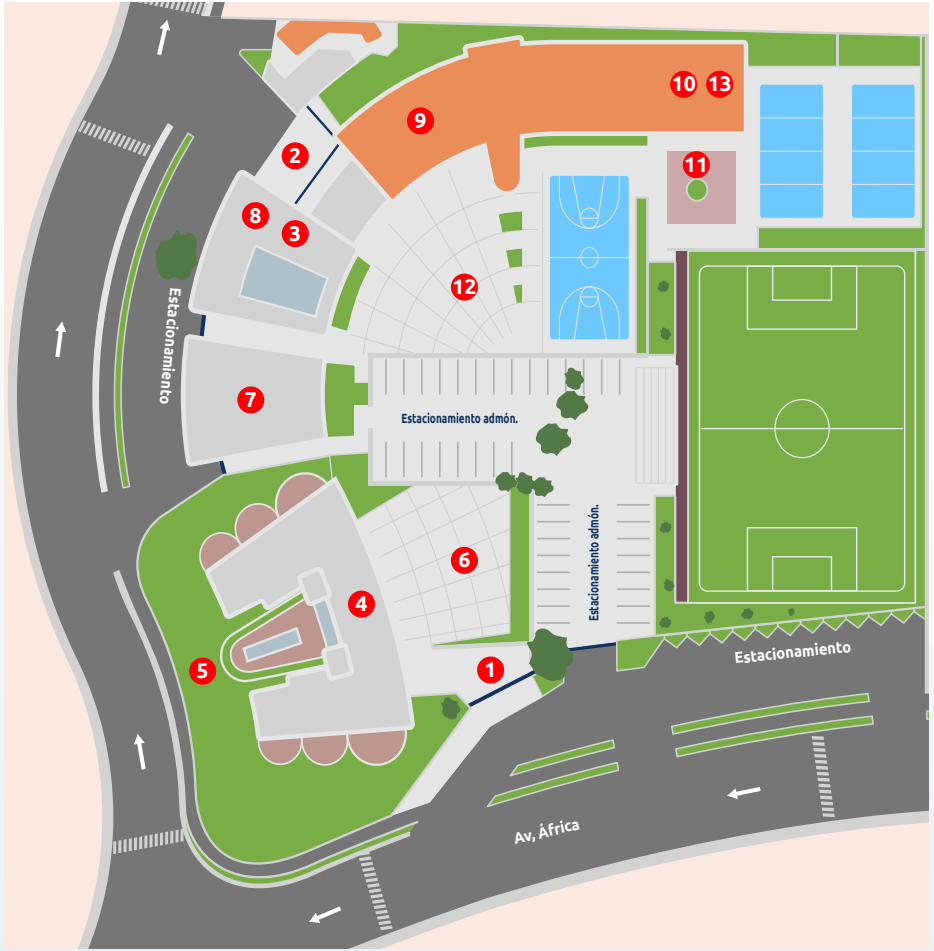 10 13
9
2
11
8
3
12
Estacionamiento
7
Estacionamiento admón.
6
Estacionamiento admón.
4
5
1
Estacionamiento
Av, África